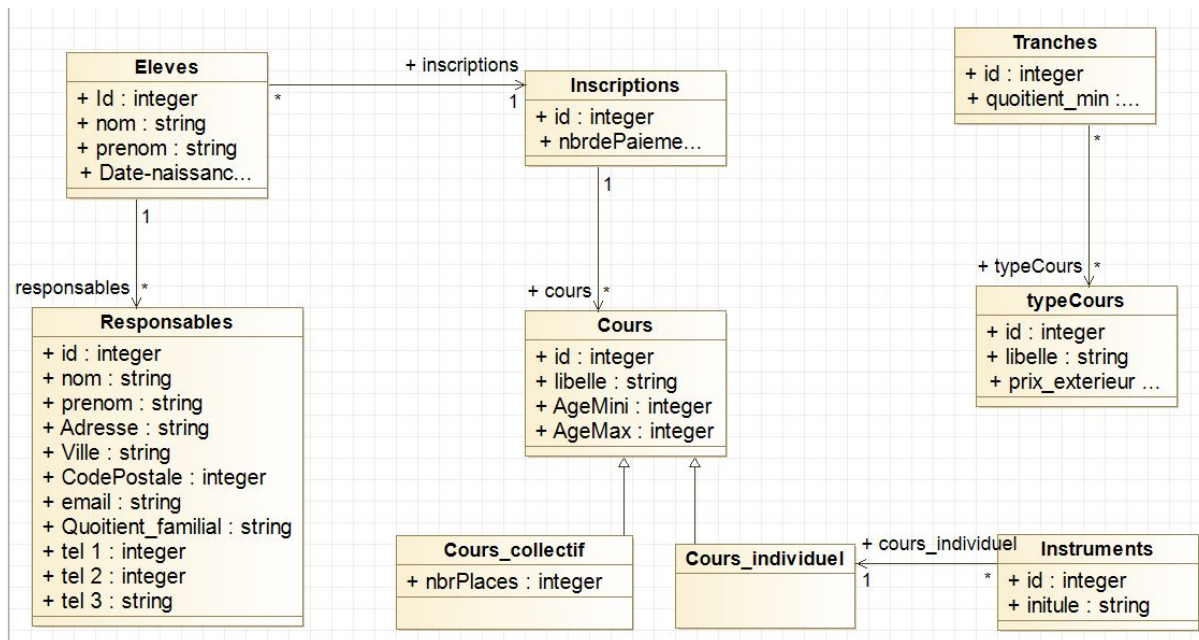 Eleves
+ Id : integer
+ nom : string
+ prenom : string
+ Date-naissanc...
+ inscriptions
*
1
Inscriptions
+ id : integer
+ nbrdePaieme...
Tranches
+ id : integer
+ quoitient_min :...
1
responsables
*
1
+ cours
*
*
+ typeCours
*
Responsables
+ id : integer
+ nom : string
+ prenom : string
+ Adresse : string
+ Ville : string
+ CodePostale : integer
+ email : string
+ Quoitient_familial : string
+ tel 1 : integer
+ tel 2 : integer
+ tel 3 : string
Cours
+ id : integer
+ libelle : string
+ AgeMini : integer
+ AgeMax : integer
typeCours
+ id : integer
+ libelle : string
+ prix_exterieur ...
Cours_collectif
+ nbrPlaces : integer
Cours_individuel
+ cours_individuel
1
*
Instruments
+ id : integer
+ initule : string